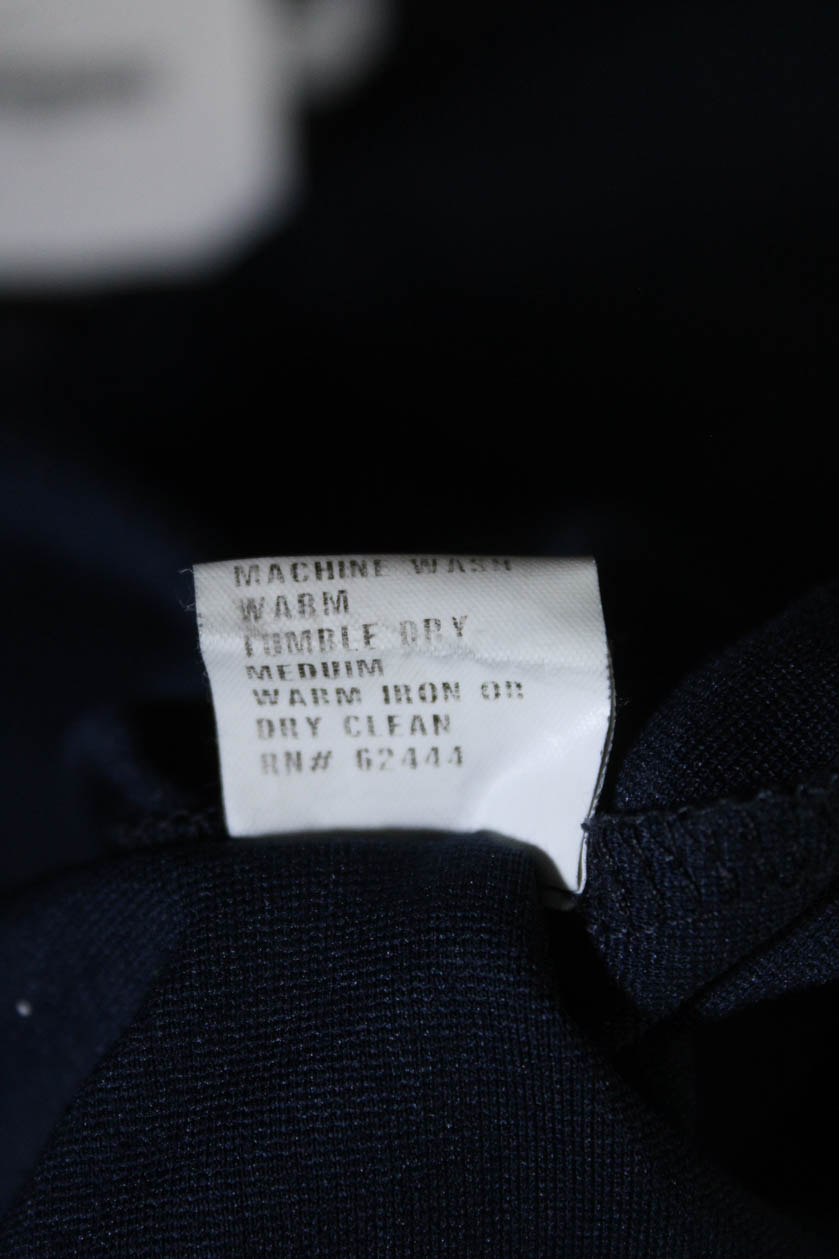 MACHINE WASH
WARM
TUMBLE DRY
MEDUIM
WARM IRON OR
DRY CLEAN
RN# 62444